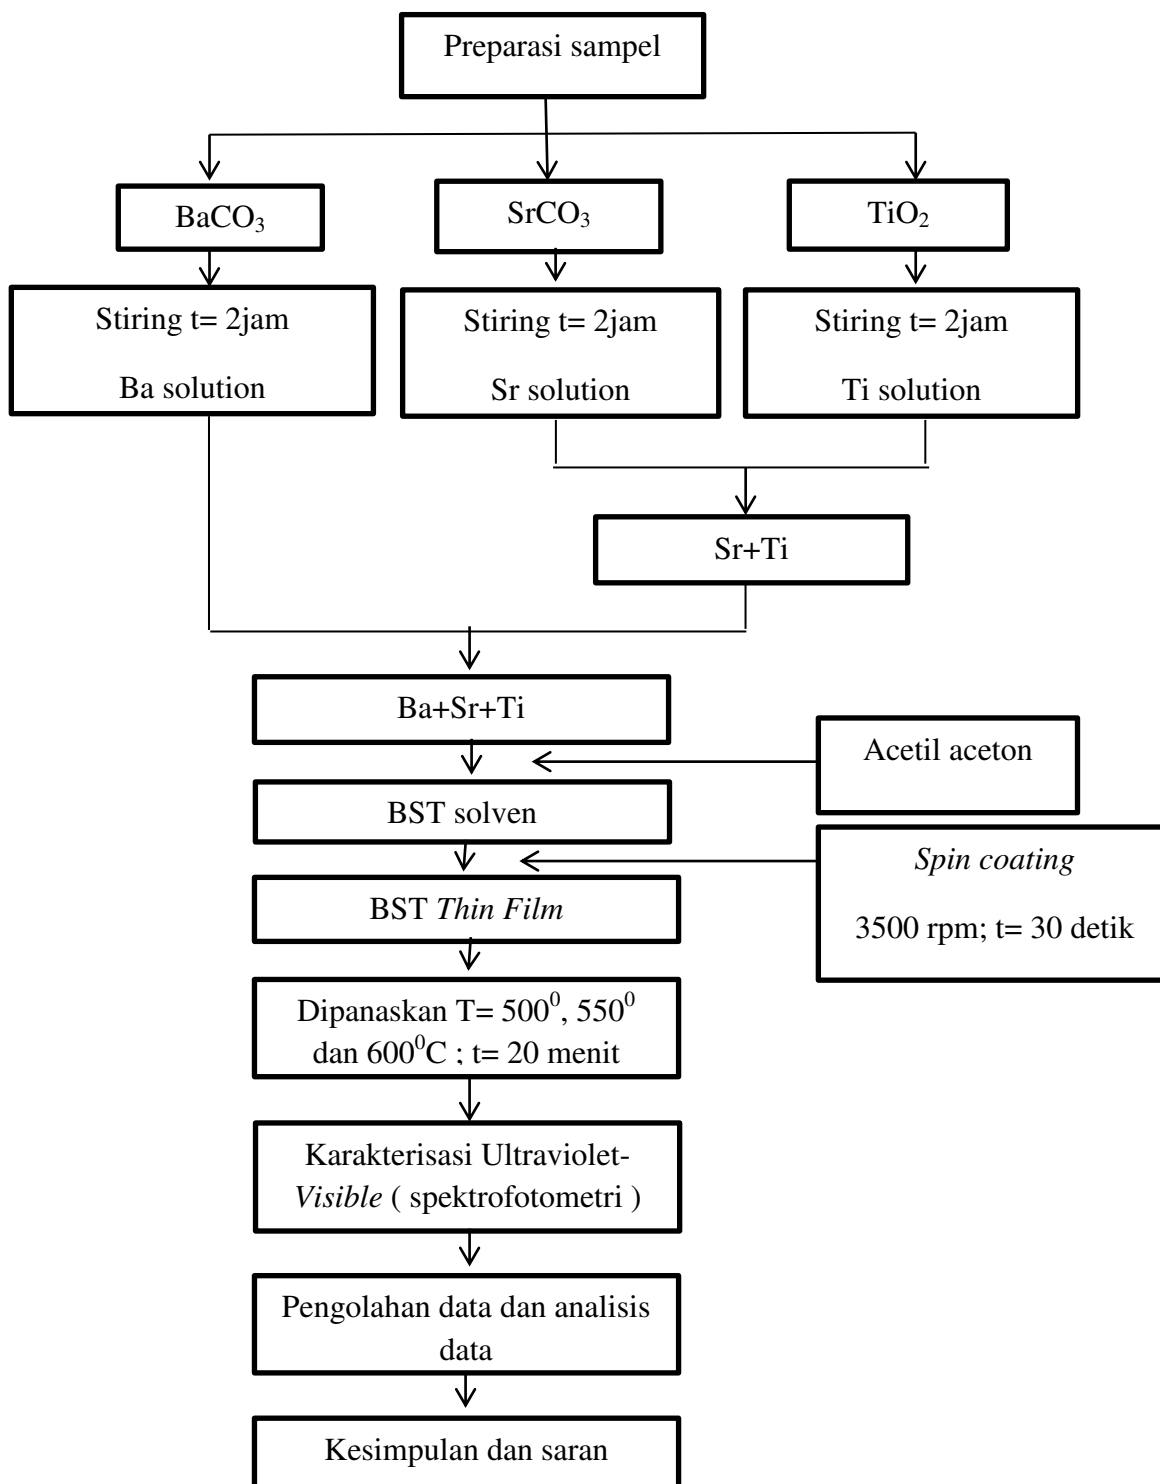 Preparasi sampel
BaCO₃
SrCO₃
TiO₂
Stiring t= 2jam
Ba solution
Stiring t= 2jam
Sr solution
Stiring t= 2jam
Ti solution
Sr+Ti
Ba+Sr+Ti
Acetil aceton
BST solven
Spin coating
3500 rpm; t= 30 detik
BST Thin Film
Dipanaskan T= 500⁰, 550⁰
dan 600⁰C ; t= 20 menit
Karakterisasi Ultraviolet-
Visible ( spektrofotometri )
Pengolahan data dan analisis
data
Kesimpulan dan saran